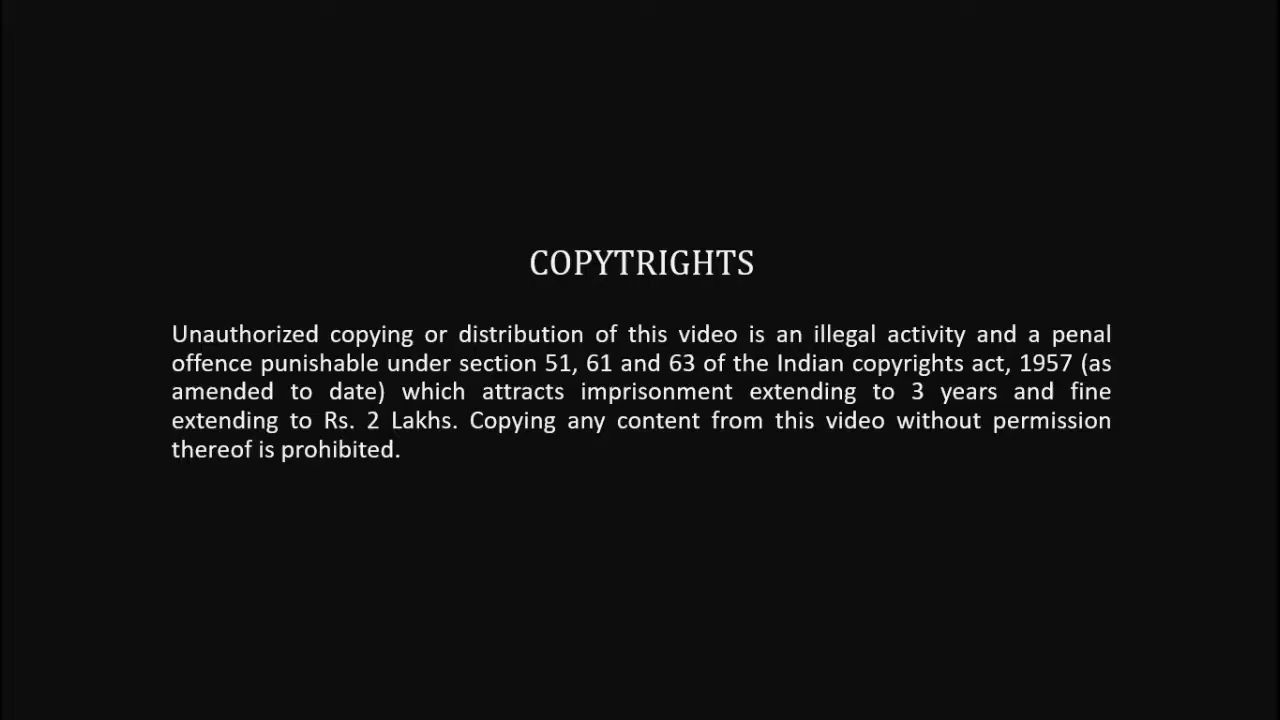 COPYTRIGHTS
Unauthorized copying or distribution of this video is an illegal activity and a penal
offence punishable under section 51, 61 and 63 of the Indian copyrights act, 1957 (as
amended to date) which attracts imprisonment extending to 3 years and fine
extending to Rs. 2 Lakhs. Copying any content from this video without permission
thereof is prohibited.